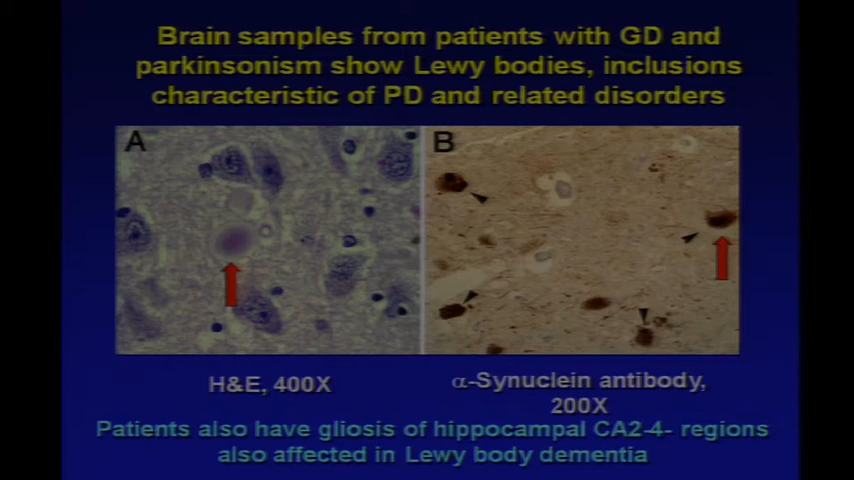 Brain samples from patients with GD and
parkinsonism show Lewy bodies, inclusions
characteristic of PD and related disorders
A
B
H&E, 400X
α-Synuclein antibody,
200X
Patients also have gliosis of hippocampal CA2-4- regions
also affected in Lewy body dementia